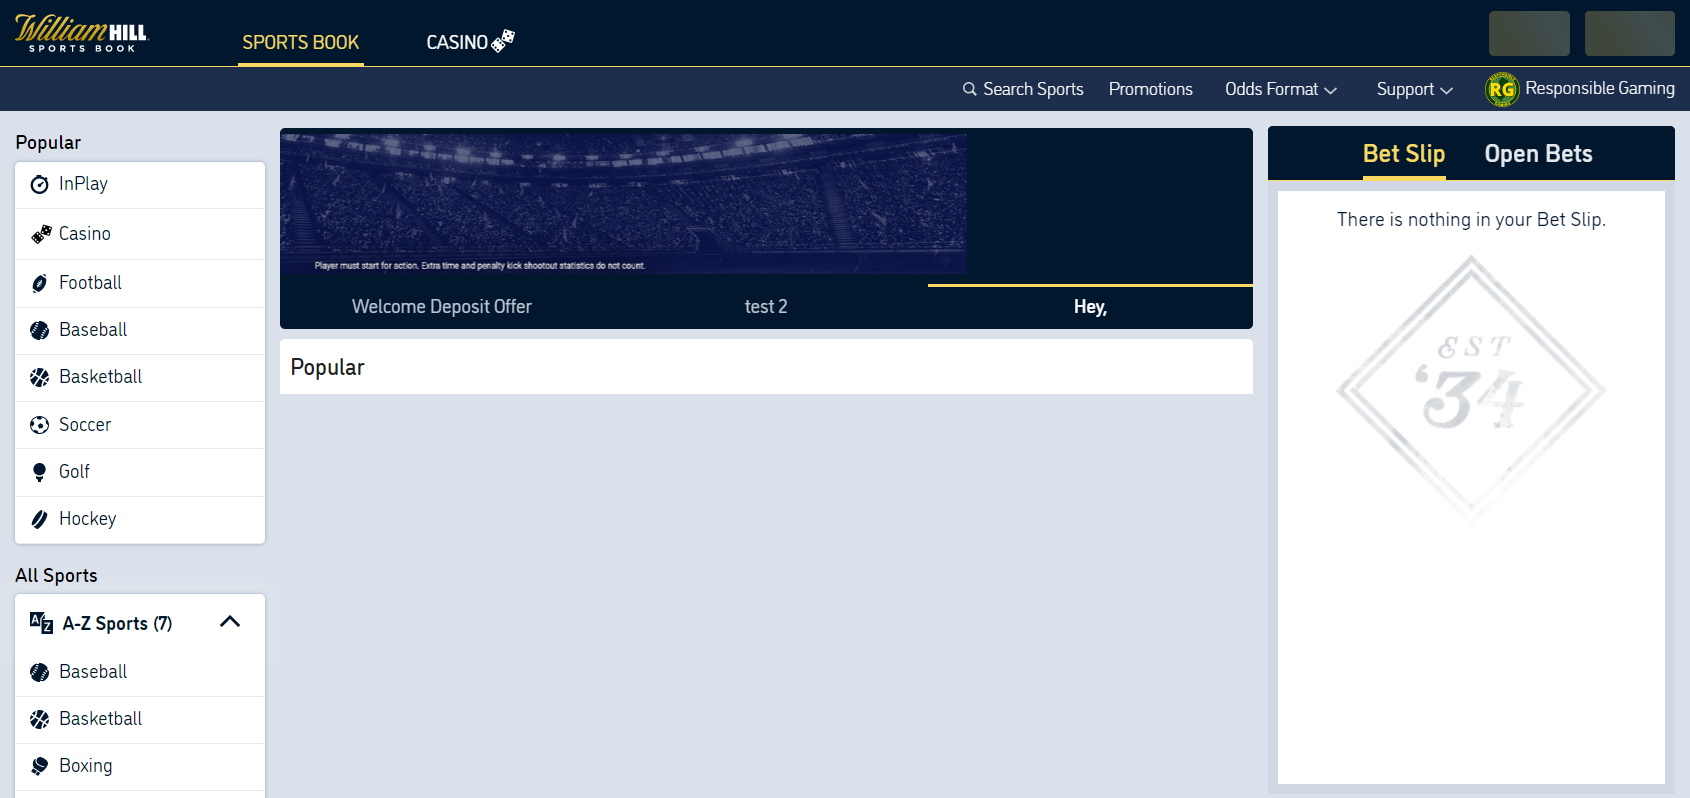 William HILL
SPORTS BOOK
SPORTS BOOK
CASINO
Search Sports
Promotions
Odds Format
Support
RESPONSIBLE
RG
GAMING
Responsible Gaming
Popular
InPlay
Casino
Football
Baseball
Basketball
Soccer
Golf
Hockey
All Sports
A Z
A-Z Sports (7)
Baseball
Basketball
Boxing
Player must start for action. Extra time and penalty kick shootout statistics do not count.
Welcome Deposit Offer
test 2
Hey,
Popular
Bet Slip
Open Bets
There is nothing in your Bet Slip.
EST
‘34